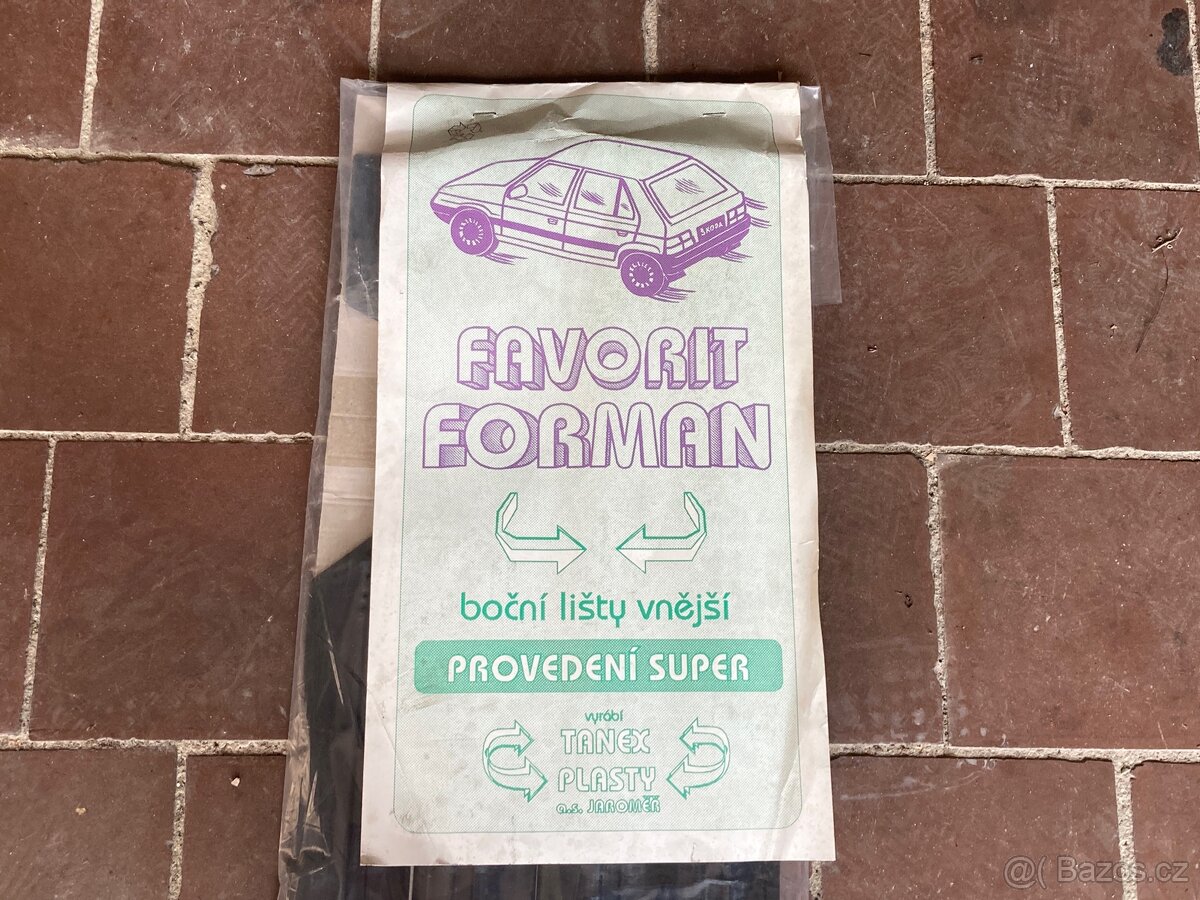 ŠKODA
FAVORIT
FORMAN
boční lišty vnější
PROVEDENÍ SUPER
vyrábí
TANEX
PLASTY
a.s. JAROMĚŘ
@( Bazos.cz